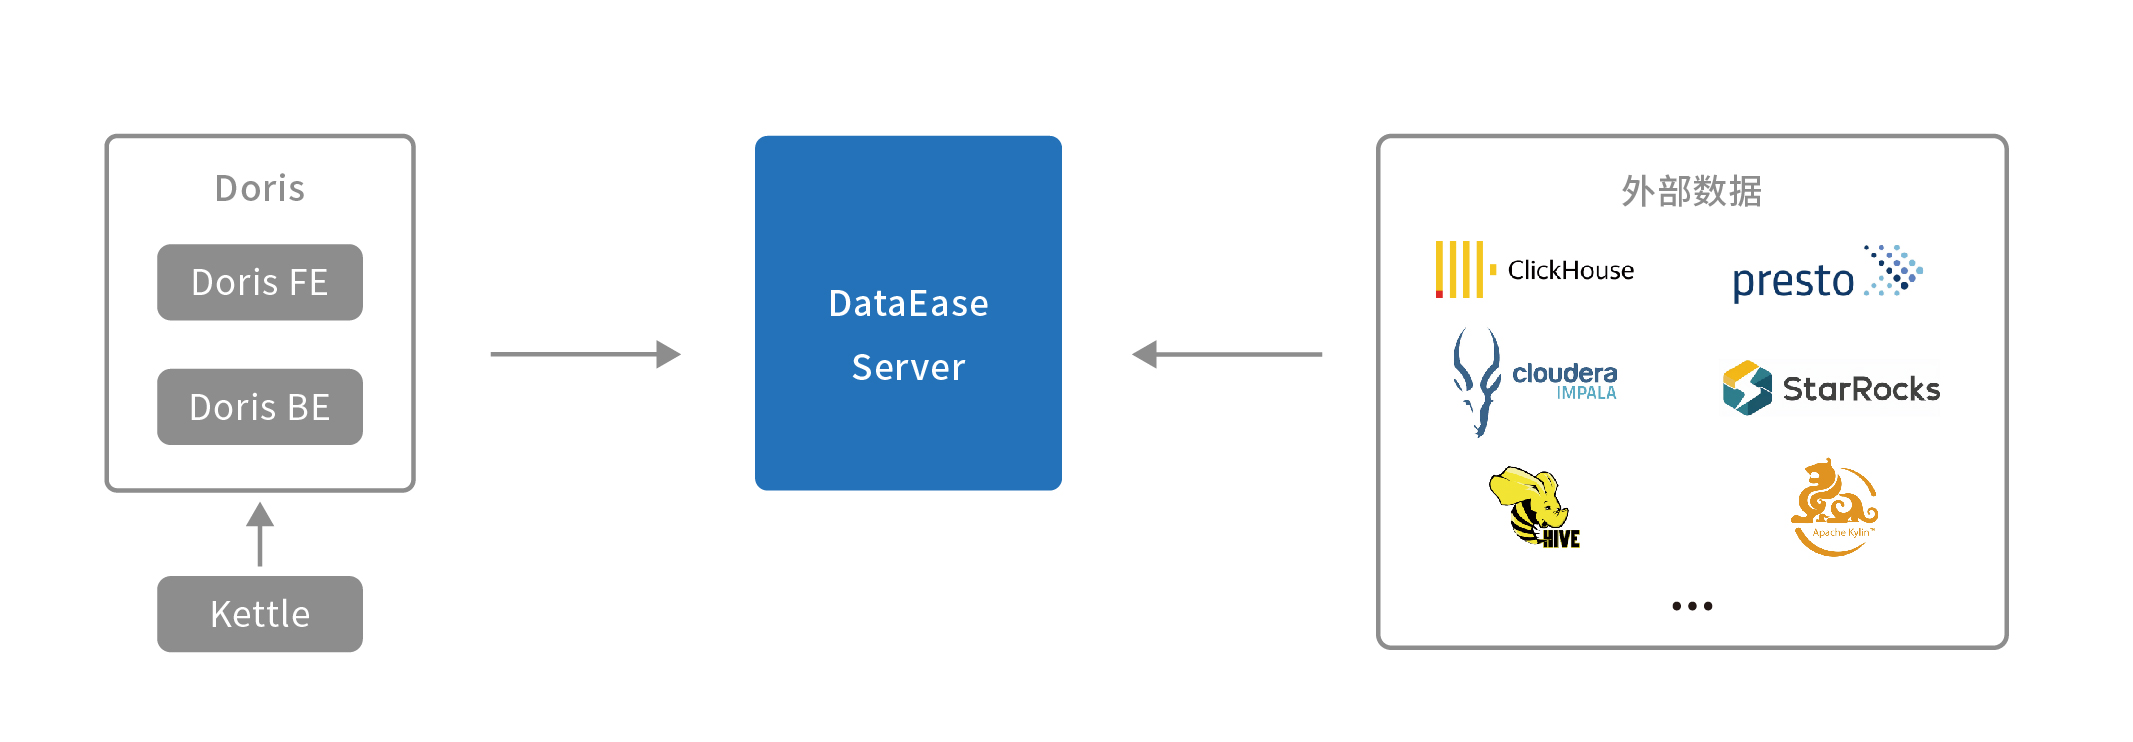 Doris
Doris FE
Doris BE
Kettle
DataEase
Server
外部数据
ClickHouse
presto
cloudera
IMPALA
StarRocks
HIVE
Apache Kylin™
...